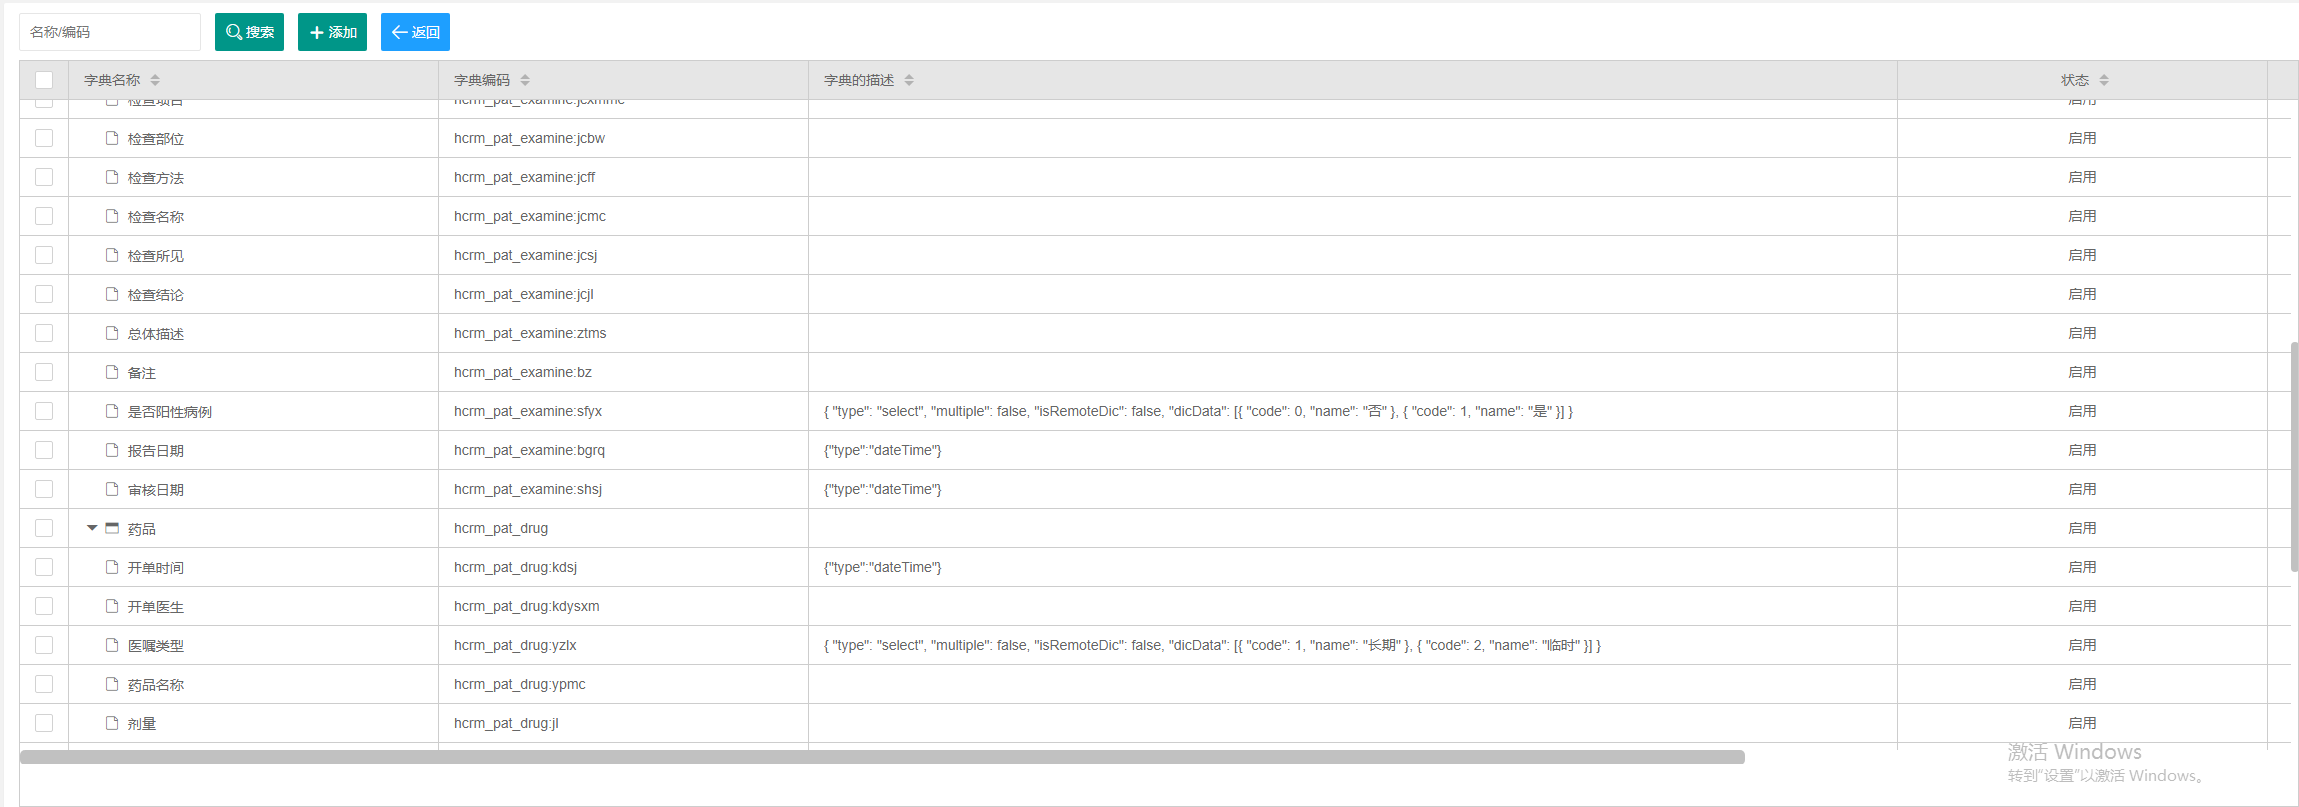 名称/编码 搜索 添加 返回
字典名称 字典编码 字典的描述 状态
检查项目 hcrm_pat_examine:jcxmmc 启用
检查部位 hcrm_pat_examine:jcbw 启用
检查方法 hcrm_pat_examine:jcff 启用
检查名称 hcrm_pat_examine:jcmc 启用
检查所见 hcrm_pat_examine:jcsj 启用
检查结论 hcrm_pat_examine:jcjl 启用
总体描述 hcrm_pat_examine:ztms 启用
备注 hcrm_pat_examine:bz 启用
是否阳性病例 hcrm_pat_examine:sfyx { "type": "select", "multiple": false, "isRemoteDic": false, "dicData": [{ "code": 0, "name": "否" }, { "code": 1, "name": "是" }] } 启用
报告日期 hcrm_pat_examine:bgrq {"type":"dateTime"} 启用
审核日期 hcrm_pat_examine:shsj {"type":"dateTime"} 启用
药品 hcrm_pat_drug 启用
开单时间 hcrm_pat_drug:kdsj {"type":"dateTime"} 启用
开单医生 hcrm_pat_drug:kdysxm 启用
医嘱类型 hcrm_pat_drug:yzlx { "type": "select", "multiple": false, "isRemoteDic": false, "dicData": [{ "code": 1, "name": "长期" }, { "code": 2, "name": "临时" }] } 启用
药品名称 hcrm_pat_drug:ypmc 启用
剂量 hcrm_pat_drug:jl 启用
激活 Windows
转到"设置"以激活 Windows。